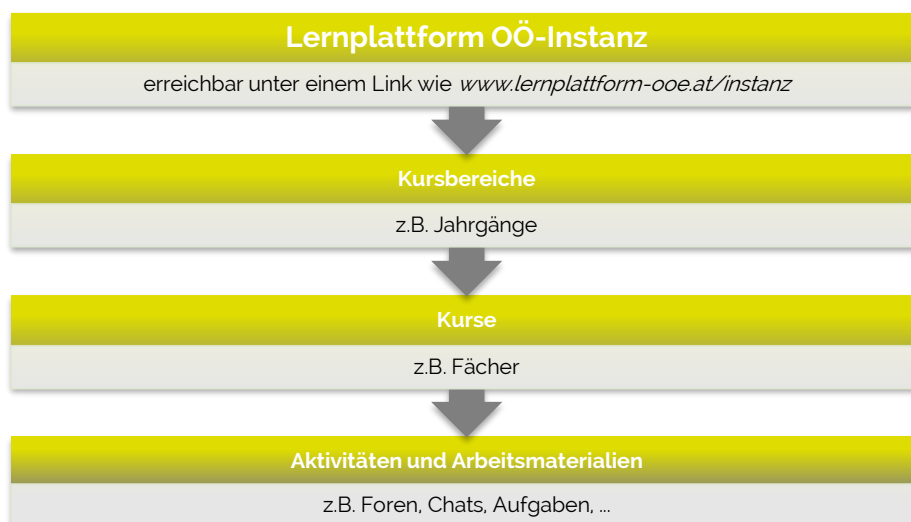 Lernplattform OÖ-Instanz
erreichbar unter einem Link wie www.lernplattform-ooe.at/instanz
Kursbereiche
z.B. Jahrgänge
Kurse
z.B. Fächer
Aktivitäten und Arbeitsmaterialien
z.B. Foren, Chats, Aufgaben, ...